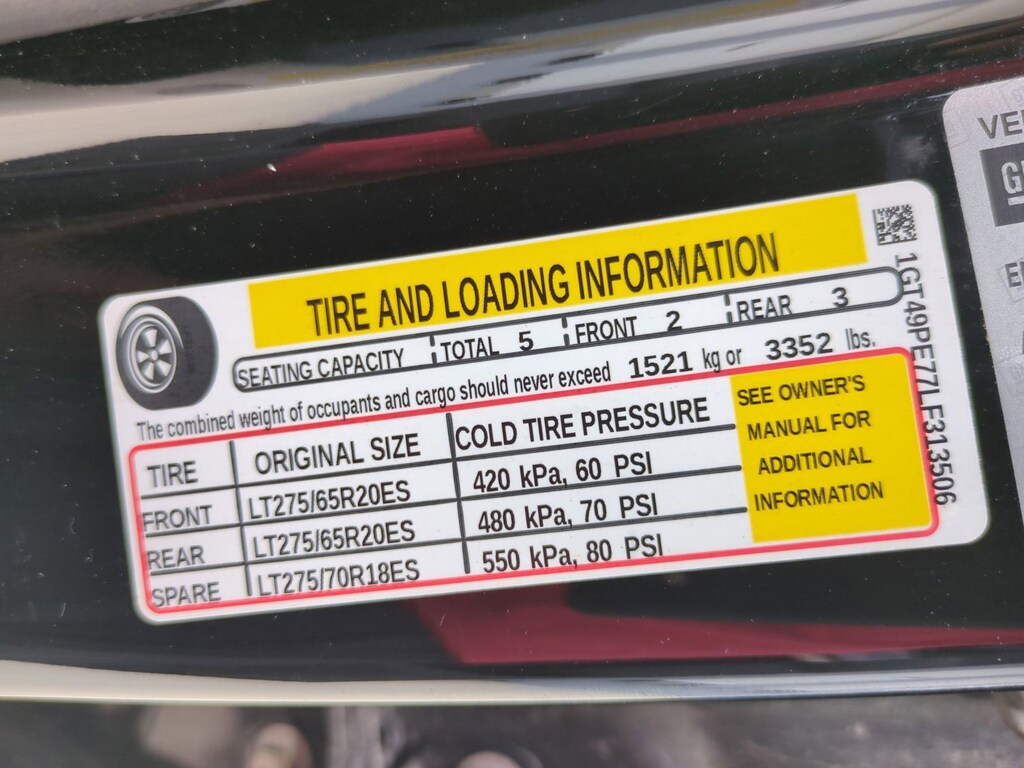 TIRE AND LOADING INFORMATION
SEATING CAPACITY TOTAL 5 FRONT 2 REAR 3
The combined weight of occupants and cargo should never exceed 1521 kg or 3352 lbs.
TIRE ORIGINAL SIZE COLD TIRE PRESSURE
FRONT LT275/65R20ES 420 kPa, 60 PSI
REAR LT275/65R20ES 480 kPa, 70 PSI
SPARE LT275/70R18ES 550 kPa, 80 PSI
SEE OWNER'S
MANUAL FOR
ADDITIONAL
INFORMATION
1GT49PE77LF313506